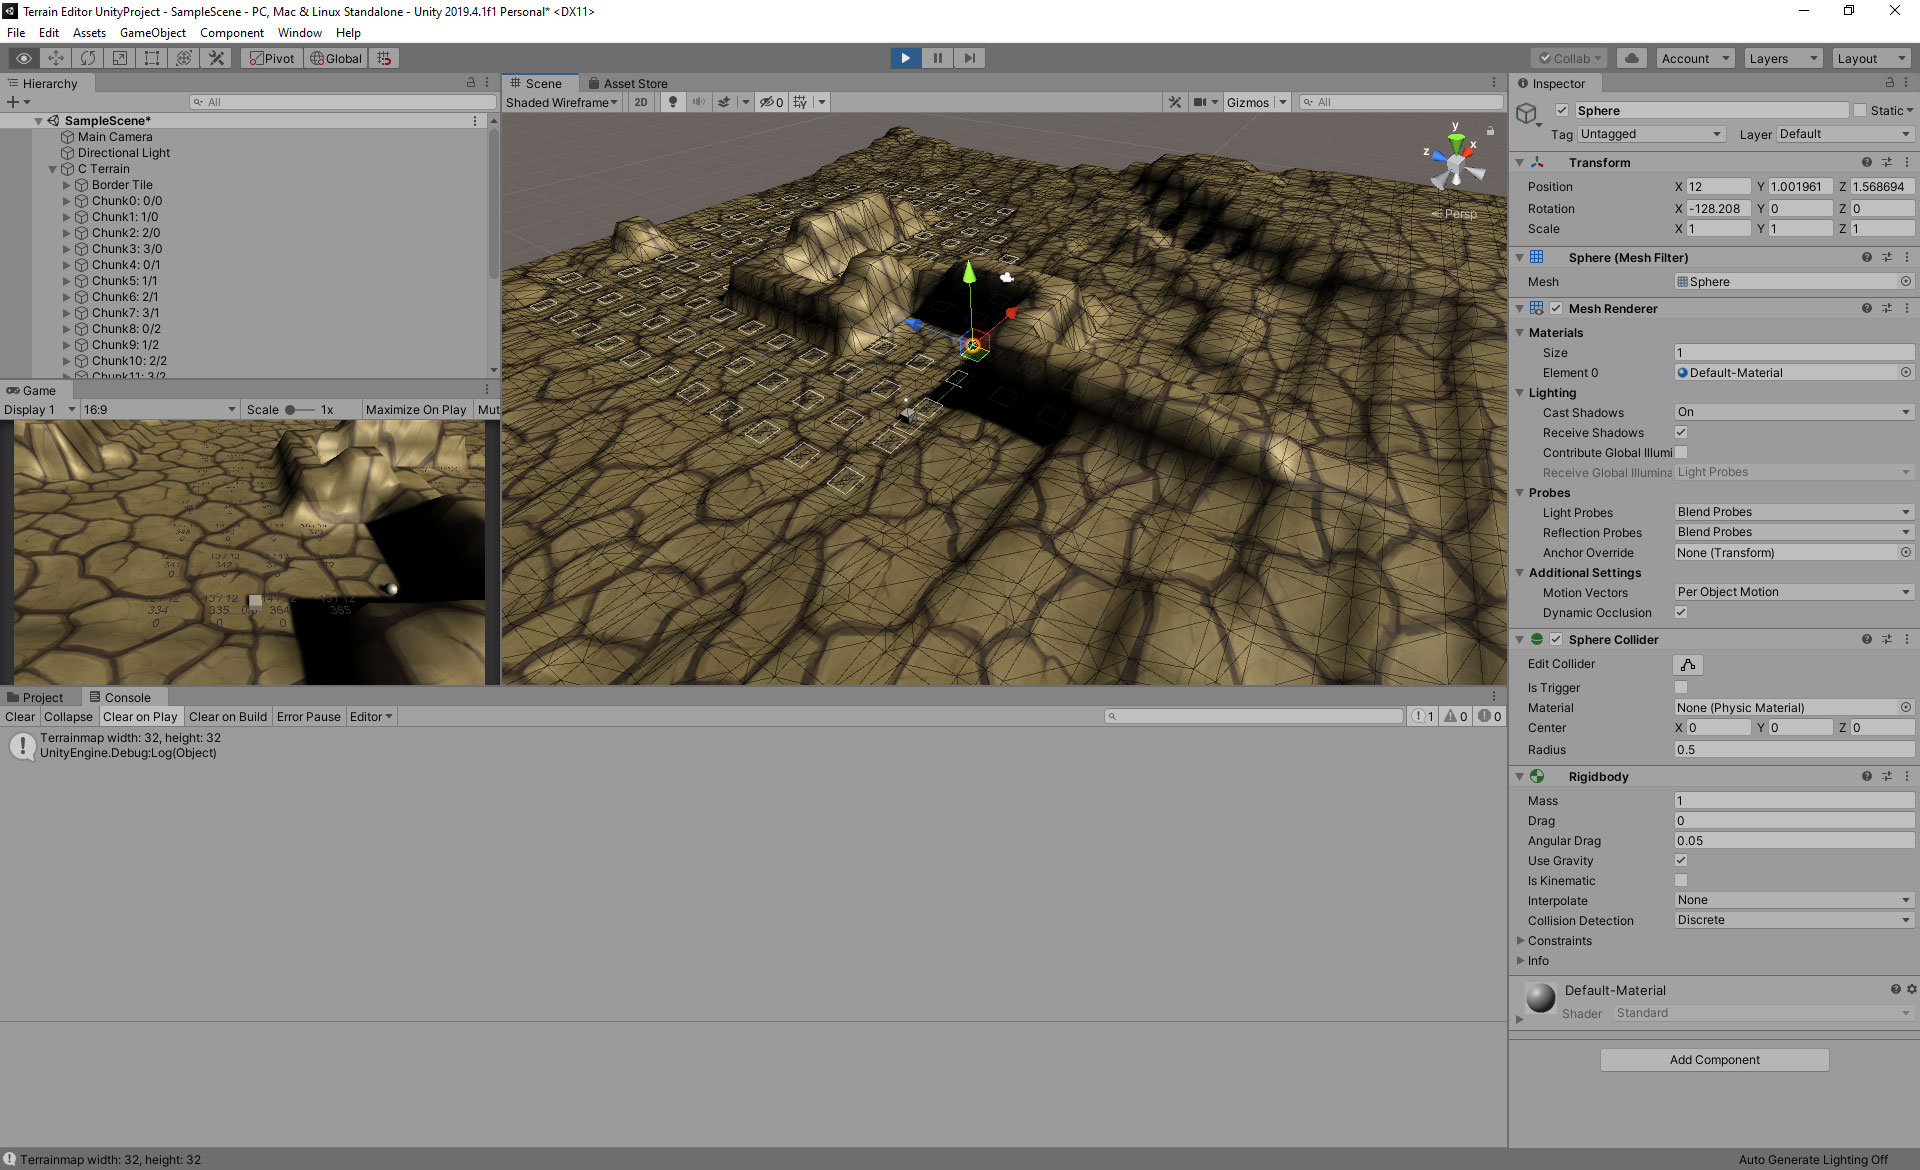 Terrain Editor UnityProject - SampleScene - PC, Mac & Linux Standalone - Unity 2019.4.1f1 Personal* <DX11>
File Edit Assets GameObject Component Window Help
Pivot Global Collab Account Layers Layout
Hierarchy
All
SampleScene*
Main Camera
Directional Light
C Terrain
Border Tile
Chunk0: 0/0
Chunk1: 1/0
Chunk2: 2/0
Chunk3: 3/0
Chunk4: 0/1
Chunk5: 1/1
Chunk6: 2/1
Chunk7: 3/1
Chunk8: 0/2
Chunk9: 1/2
Chunk10: 2/2
Chunk11: 3/2
Game
Display 1 16:9 Scale 1x Maximize On Play Mut
334 335 364 365
0 0 0
Scene Asset Store
Shaded Wireframe 2D 0 Gizmos All
y
z x
Persp
Project Console
Clear Collapse Clear on Play Clear on Build Error Pause Editor 1 0 0
Terrainmap width: 32, height: 32
UnityEngine.Debug:Log(Object)
Inspector
Sphere Static
Tag Untagged Layer Default
Transform
Position X 12 Y 1.001961 Z 1.568694
Rotation X -128.208 Y 0 Z 0
Scale X 1 Y 1 Z 1
Sphere (Mesh Filter)
Mesh Sphere
Mesh Renderer
Materials
Size 1
Element 0 Default-Material
Lighting
Cast Shadows On
Receive Shadows
Contribute Global Illumi
Receive Global Illumina Light Probes
Probes
Light Probes Blend Probes
Reflection Probes Blend Probes
Anchor Override None (Transform)
Additional Settings
Motion Vectors Per Object Motion
Dynamic Occlusion
Sphere Collider
Edit Collider
Is Trigger
Material None (Physic Material)
Center X 0 Y 0 Z 0
Radius 0.5
Rigidbody
Mass 1
Drag 0
Angular Drag 0.05
Use Gravity
Is Kinematic
Interpolate None
Collision Detection Discrete
Constraints
Info
Default-Material
Shader Standard
Add Component
Terrainmap width: 32, height: 32
Auto Generate Lighting Off